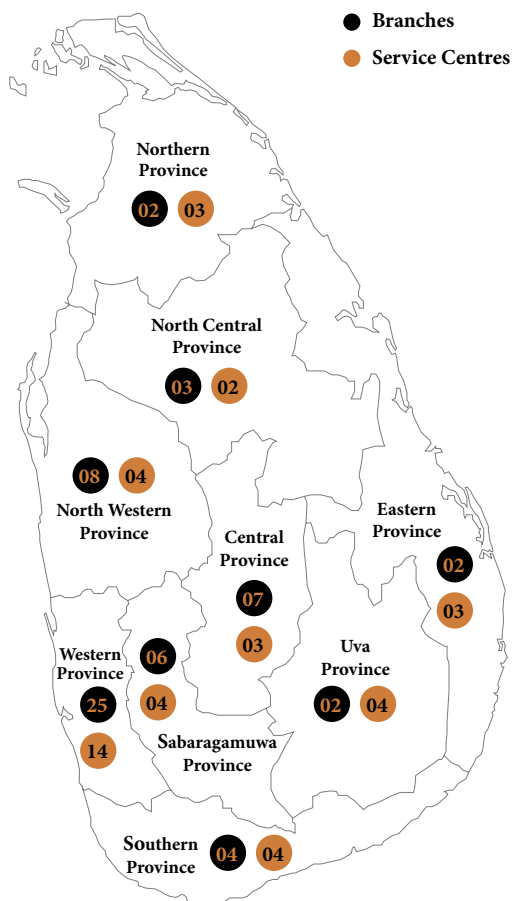 Branches
Service Centres
Northern
Province
02 03
North Central
Province
03 02
08 04
North Western
Province
Eastern
Province
02
03
Central
Province
07
03
Uva
Province
02 04
Western
Province
25
14
06
04
Sabaragamuwa
Province
Southern
Province
04 04